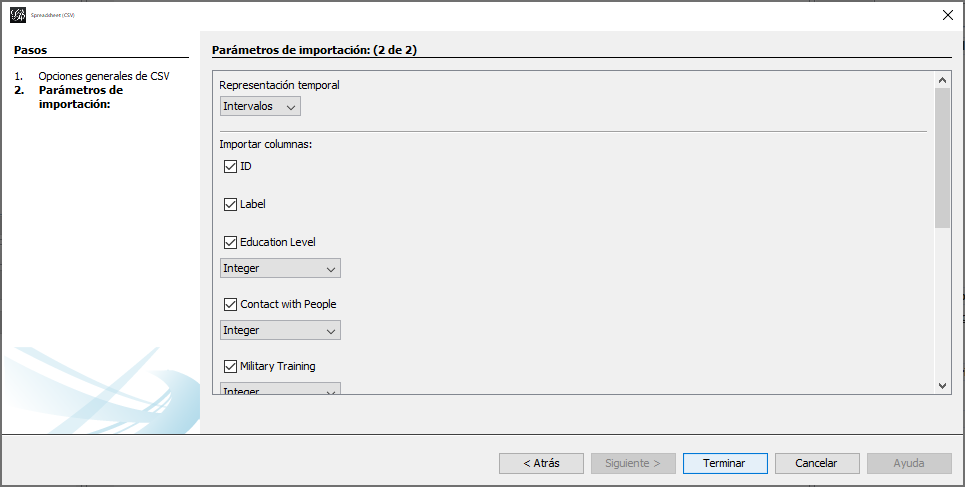 Spreadsheet (CSV)
Pasos
1. Opciones generales de CSV
2. Parámetros de
importación:
Parámetros de importación: (2 de 2)
Representación temporal
Intervalos
Importar columnas:
ID
Label
Education Level
Integer
Contact with People
Integer
Military Training
Integer
< Atrás
Siguiente >
Terminar
Cancelar
Ayuda